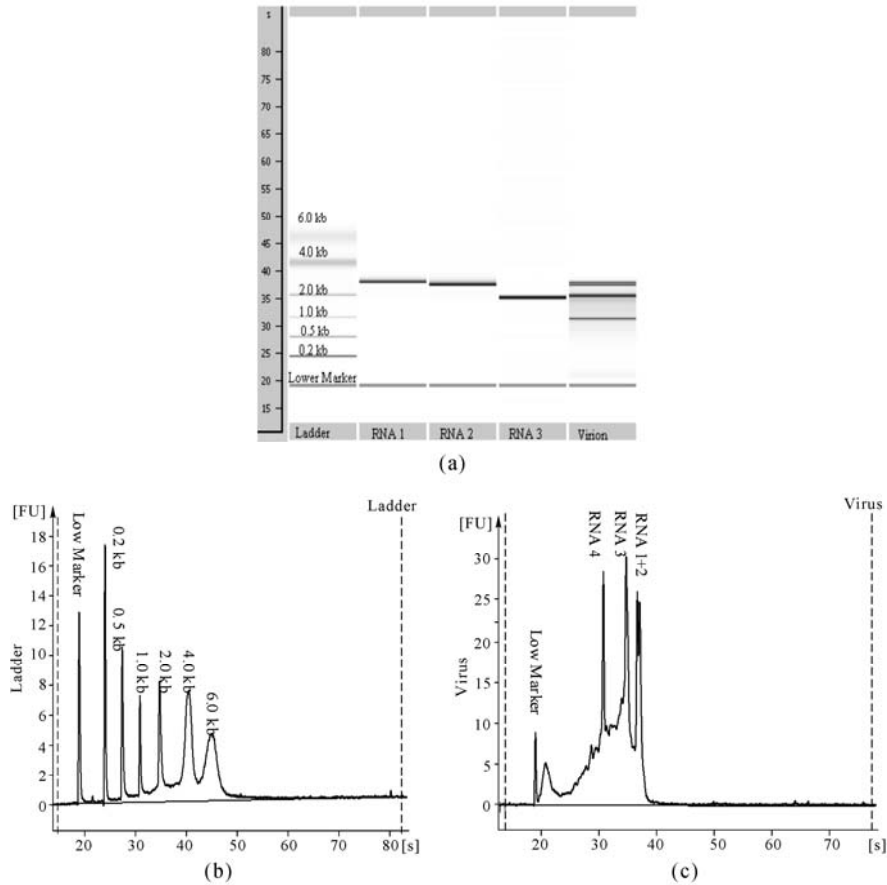 s
80
75
70
65
60
55
50
45
40
35
30
25
20
15
6.0 kb
4.0 kb
2.0 kb
1.0 kb
0.5 kb
0.2 kb
Lower Marker
Ladder RNA 1 RNA 2 RNA 3 Virion
(a)
[FU]
Ladder
18
16
14
12
10
8
6
4
2
0
Ladder
Low Marker
0.2 kb
0.5 kb
1.0 kb
2.0 kb
4.0 kb
6.0 kb
20 30 40 50 60 70 80 [s]
(b)
[FU]
Virus
30
25
20
15
10
5
0
Virus
Low Marker
RNA 4
RNA 3
RNA 1+2
20 30 40 50 60 70 [s]
(c)